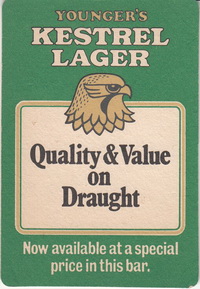 YOUNGER'S
KESTREL
LAGER
Quality & Value
on
Draught
Now available at a special
price in this bar.